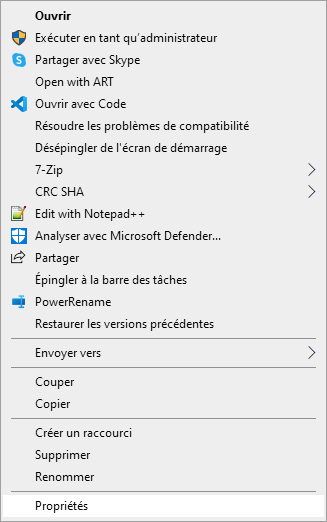 Ouvrir
Exécuter en tant qu'administrateur
Partager avec Skype
Open with ART
Ouvrir avec Code
Résoudre les problèmes de compatibilité
Désépingler de l'écran de démarrage
7-Zip
CRC SHA
Edit with Notepad++
Analyser avec Microsoft Defender...
Partager
Épingler à la barre des tâches
PowerRename
Restaurer les versions précédentes
Envoyer vers
Couper
Copier
Créer un raccourci
Supprimer
Renommer
Propriétés